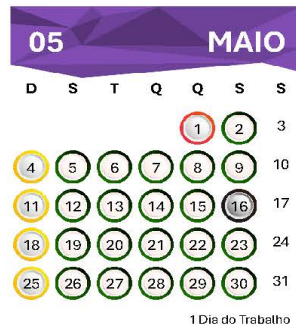 05 MAIO
D S T Q Q S S
1 2 3
4 5 6 7 8 9 10
11 12 13 14 15 16 17
18 19 20 21 22 23 24
25 26 27 28 29 30 31
1 Dia do Trabalho